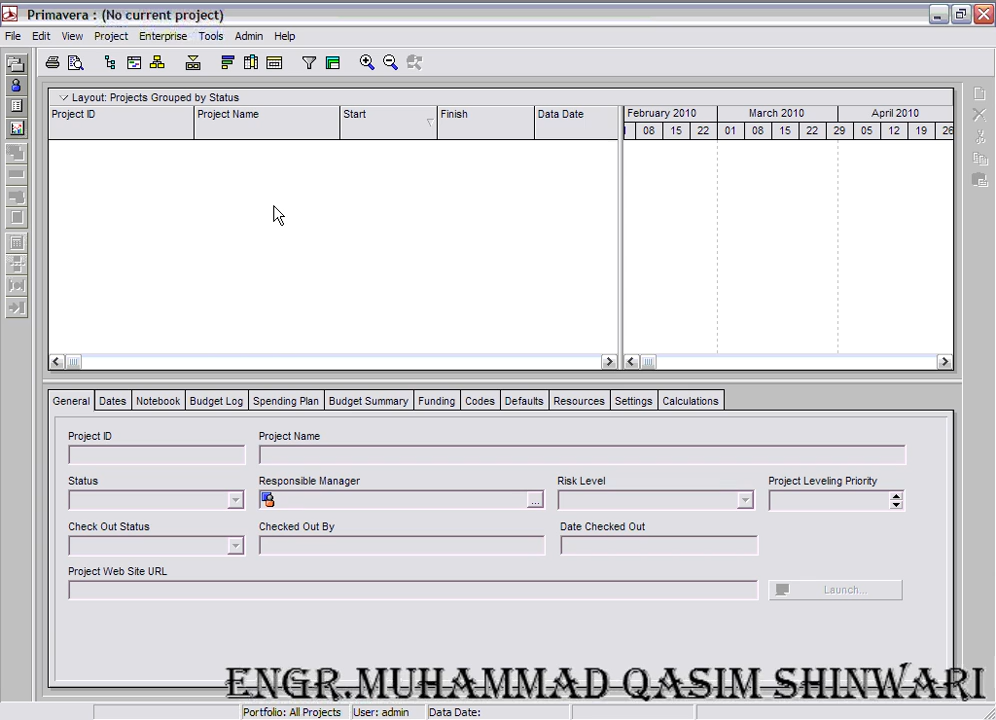 Primavera : (No current project)
File Edit View Project Enterprise Tools Admin Help
Layout: Projects Grouped by Status
Project ID Project Name Start Finish Data Date
February 2010 March 2010 April 2010
08 15 22 01 08 15 22 29 05 12 19 26
General Dates Notebook Budget Log Spending Plan Budget Summary Funding Codes Defaults Resources Settings Calculations
Project ID Project Name
Status Responsible Manager Risk Level Project Leveling Priority
...
Check Out Status Checked Out By Date Checked Out
Project Web Site URL
Launch...
ENGR.MUHAMMAD QASIM SHINWARI
Portfolio: All Projects User: admin Data Date: